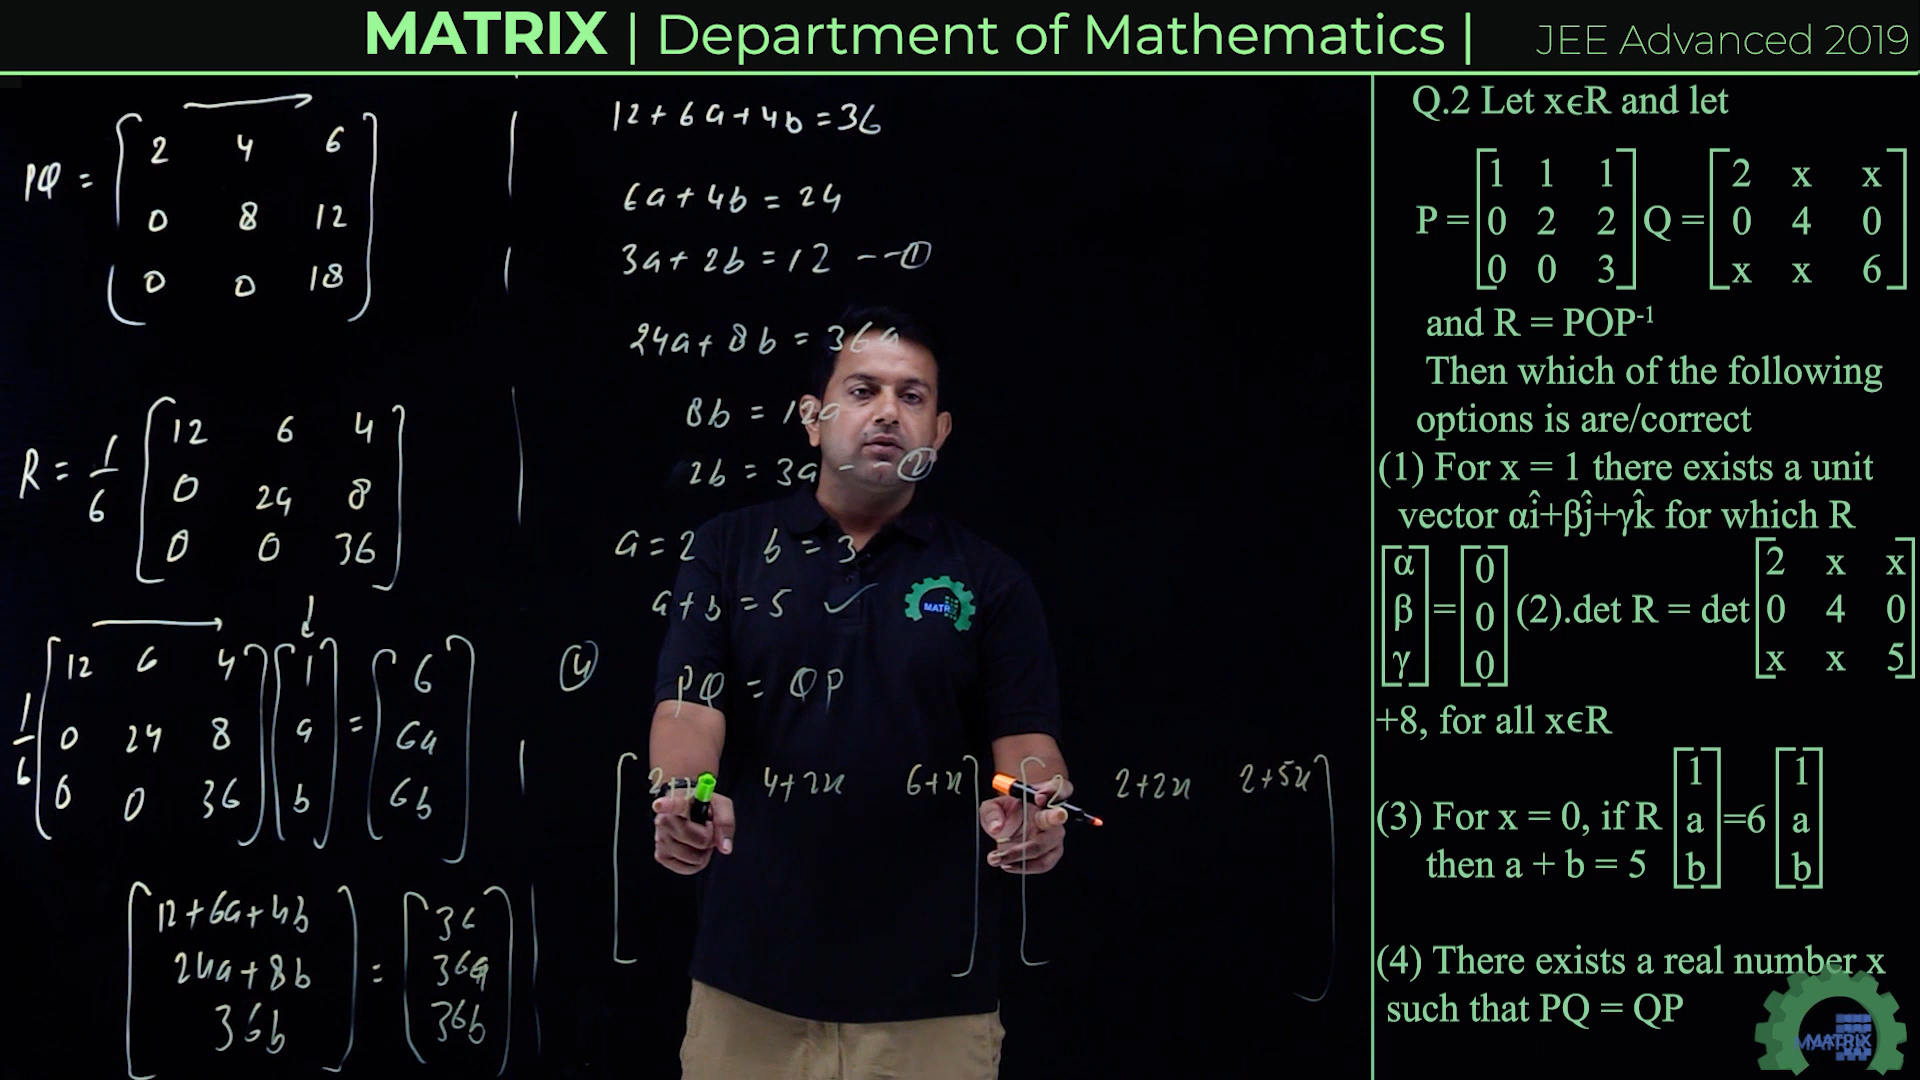 MATRIX | Department of Mathematics | JEE Advanced 2019
PQ = [2 4 6
0 8 12
0 0 18]
R = 1/6 [12 6 4
0 24 8
0 0 36]
1/6 [12 6 4
0 24 8
0 0 36] [1
a
b] = [6
6a
6b]
[12+6a+4b
24a+8b
36b] = [36
36a
36b]
12+6a+4b=36
6a+4b=24
3a+2b=12 --①
24a+8b=36a
8b=12a
2b=3a--②
a=2 b=3
a+b=5 ✓
④ PQ = QP
[4+2x 6+x] [2 2+2x 2+5x]
Q.2 Let xϵR and let
P = [1 1 1
0 2 2
0 0 3] Q = [2 x x
0 4 0
x x 6]
and R = POP⁻¹
Then which of the following
options is are/correct
(1) For x = 1 there exists a unit
vector αî+βĵ+γk̂ for which R
[α
β
γ] = [0
0
0] (2).det R = det [2 x x
0 4 0
x x 5]
+8, for all xϵR
(3) For x = 0, if R [1
a
b] =6 [1
a
b]
then a + b = 5
(4) There exists a real number x
such that PQ = QP
MATRIX